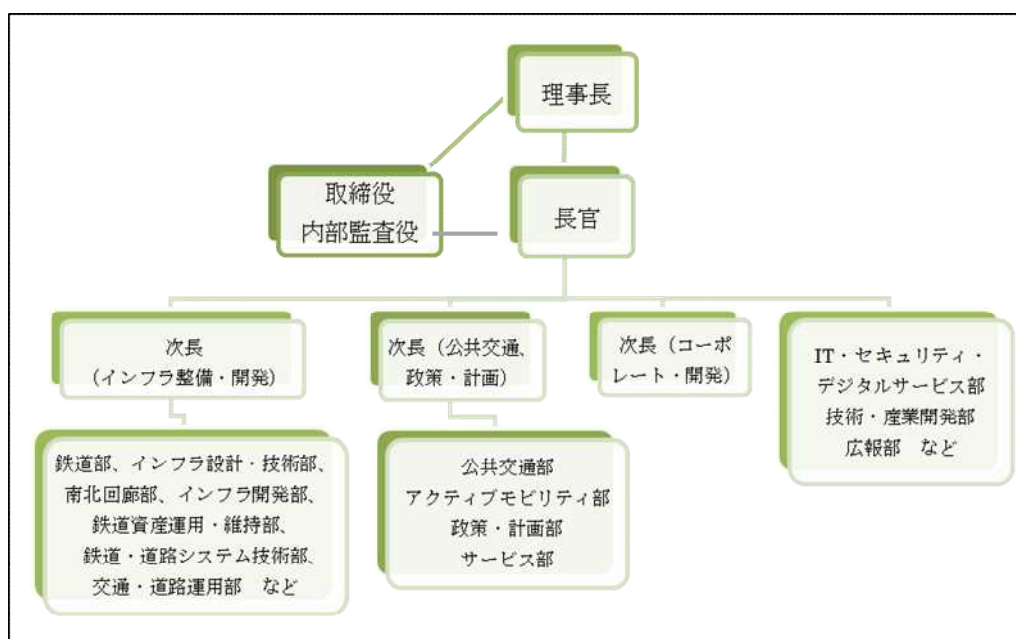 理事長
取締役
内部監査役
長官
次長
（インフラ整備・開発）
次長（公共交通、
政策・計画）
次長（コーポ
レート・開発）
IT・セキュリティ・
デジタルサービス部
技術・産業開発部
広報部　など
鉄道部、インフラ設計・技術部、
南北回廊部、インフラ開発部、
鉄道資産運用・維持部、
鉄道・道路システム技術部、
交通・道路運用部　など
公共交通部
アクティブモビリティ部
政策・計画部
サービス部